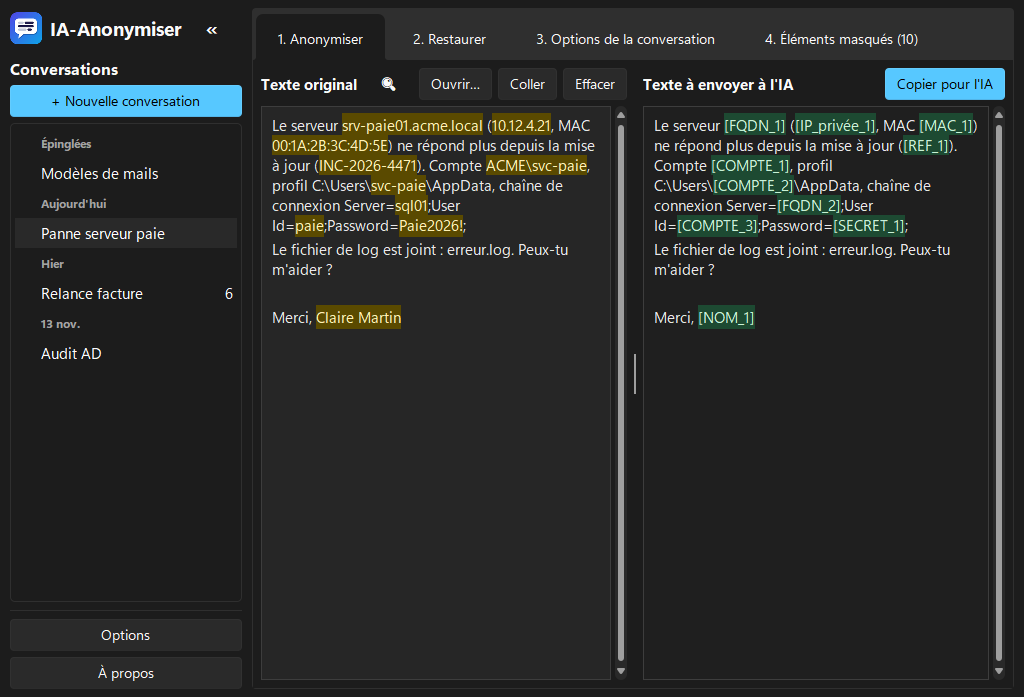 IA-Anonymiser «
Conversations
+ Nouvelle conversation
Épinglées
Modèles de mails
Aujourd'hui
Panne serveur paie
Hier
Relance facture 6
13 nov.
Audit AD
Options
À propos
1. Anonymiser 2. Restaurer 3. Options de la conversation 4. Éléments masqués (10)
Texte original Ouvrir... Coller Effacer
Le serveur srv-paie01.acme.local (10.12.4.21, MAC
00:1A:2B:3C:4D:5E) ne répond plus depuis la mise
à jour (INC-2026-4471). Compte ACME\svc-paie,
profil C:\Users\svc-paie\AppData, chaîne de
connexion Server=sql01;User
Id=paie;Password=Paie2026!;
Le fichier de log est joint : erreur.log. Peux-tu
m'aider ?
Merci, Claire Martin
Texte à envoyer à l'IA Copier pour l'IA
Le serveur [FQDN_1] ([IP_privée_1], MAC [MAC_1])
ne répond plus depuis la mise à jour ([REF_1]).
Compte [COMPTE_1], profil
C:\Users\[COMPTE_2]\AppData, chaîne de
connexion Server=[FQDN_2];User
Id=[COMPTE_3];Password=[SECRET_1];
Le fichier de log est joint : erreur.log. Peux-tu
m'aider ?
Merci, [NOM_1]